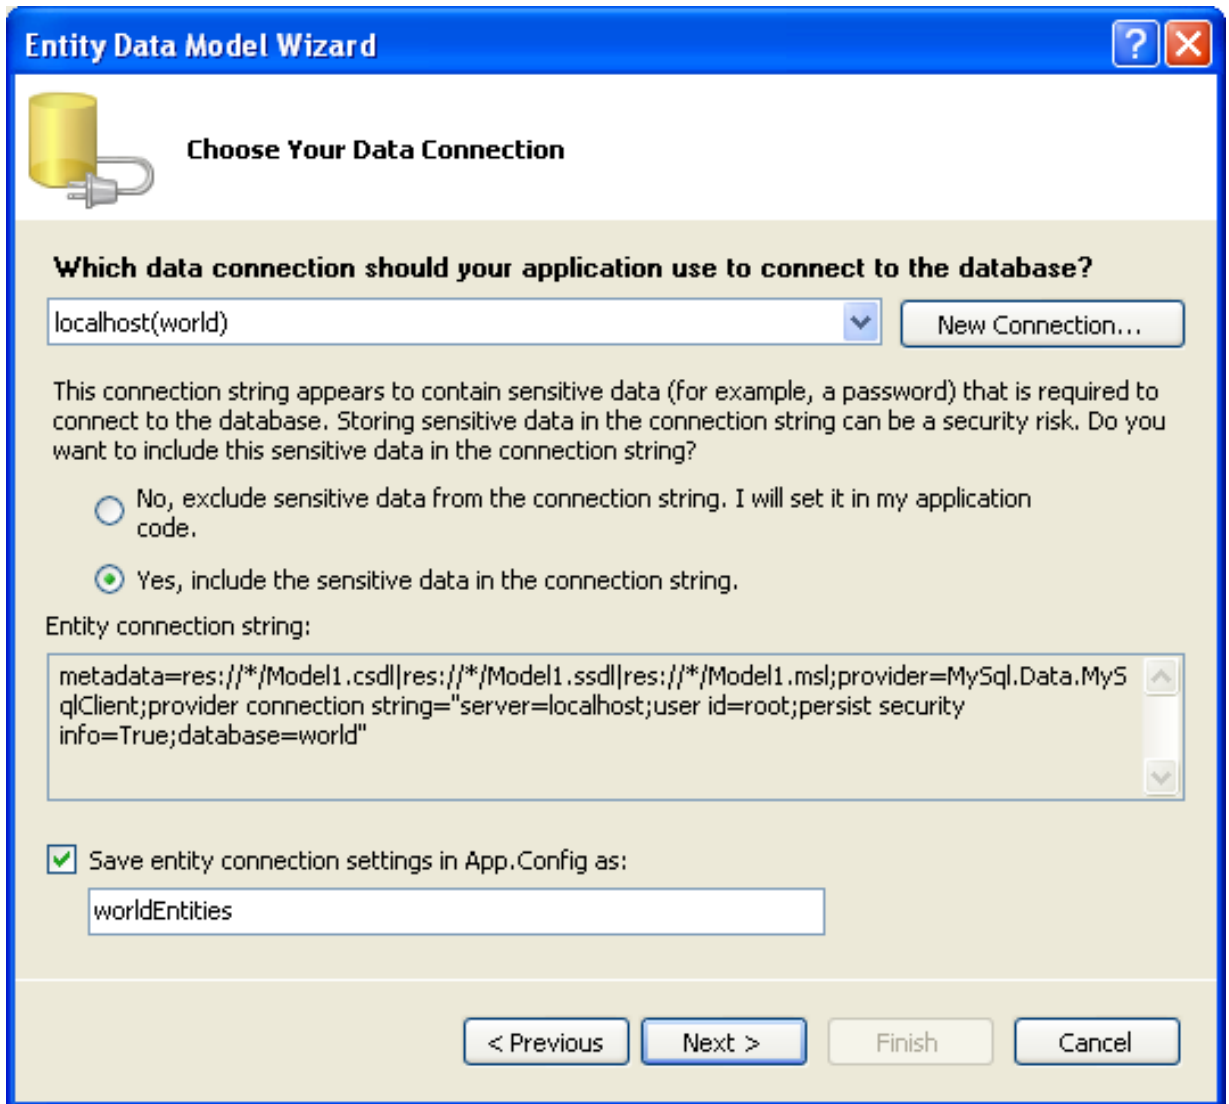 Entity Data Model Wizard
Choose Your Data Connection
Which data connection should your application use to connect to the database?
localhost(world)
New Connection...
This connection string appears to contain sensitive data (for example, a password) that is required to
connect to the database. Storing sensitive data in the connection string can be a security risk. Do you
want to include this sensitive data in the connection string?
No, exclude sensitive data from the connection string. I will set it in my application
code.
Yes, include the sensitive data in the connection string.
Entity connection string:
metadata=res://*/Model1.csdl|res://*/Model1.ssdl|res://*/Model1.msl;provider=MySql.Data.MyS
qlClient;provider connection string="server=localhost;user id=root;persist security
info=True;database=world"
Save entity connection settings in App.Config as:
worldEntities
< Previous
Next >
Finish
Cancel